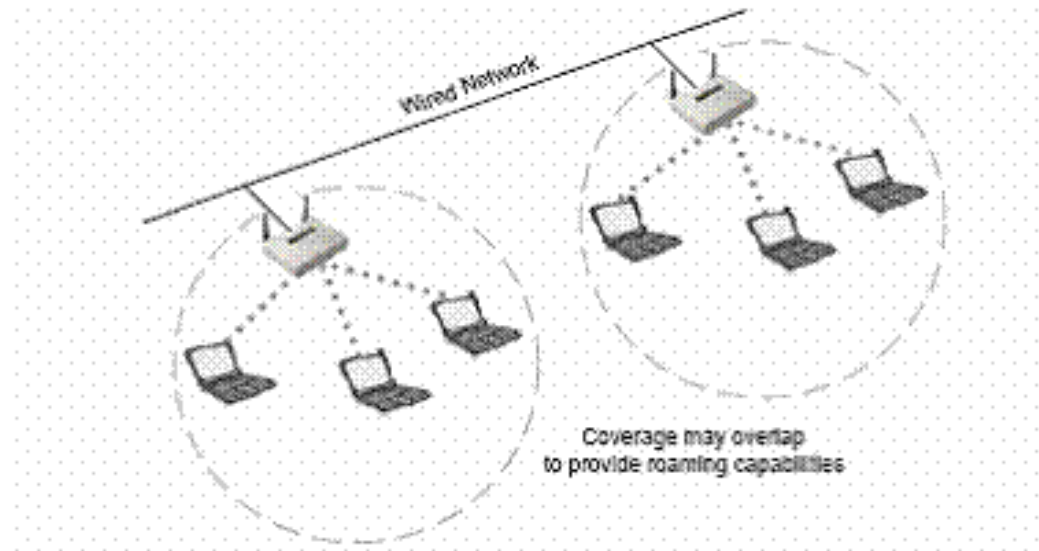 Wired Network
Coverage may overlap
to provide roaming capabilities